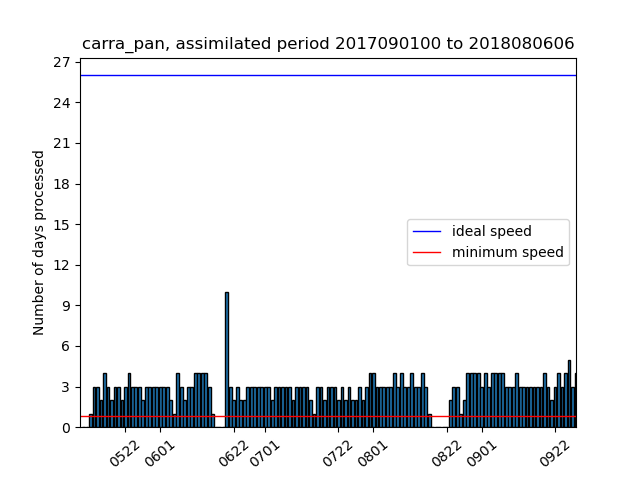 carra_pan, assimilated period 2017090100 to 2018080606
Number of days processed
27
24
21
18
15
12
9
6
3
0
ideal speed
minimum speed
0522 0601 0622 0701 0722 0801 0822 0901 0922